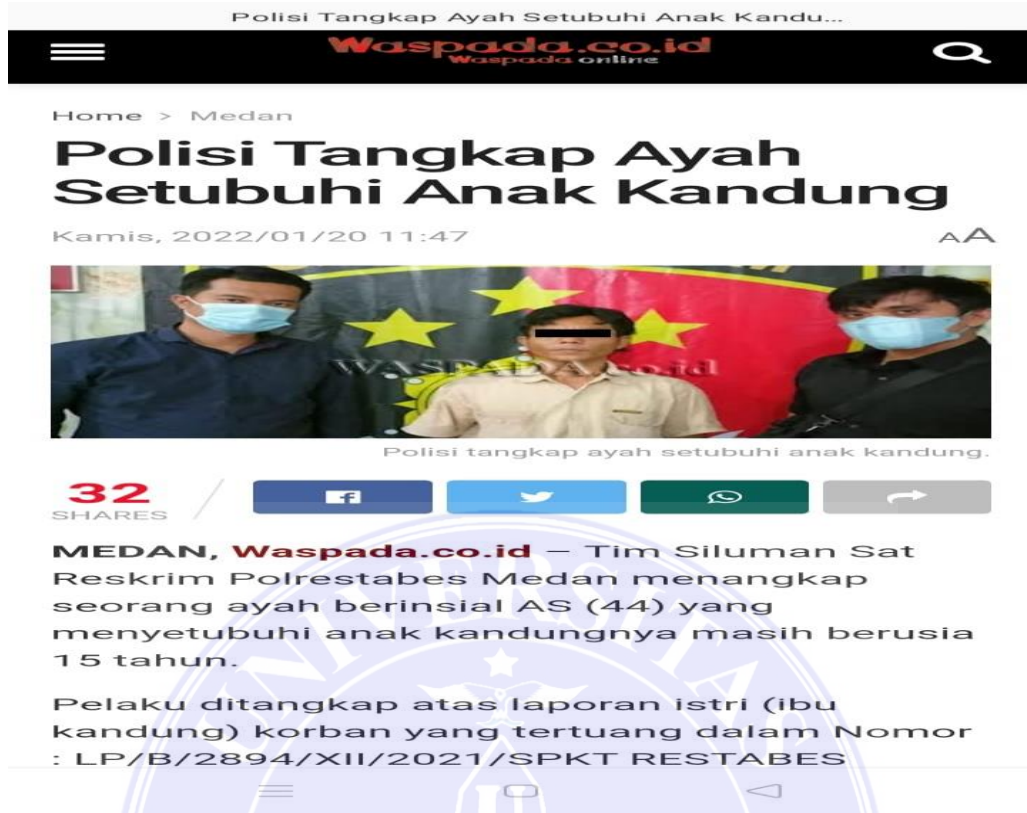 Polisi Tangkap Ayah Setubuhi Anak Kandu...
Waspada.co.id
Waspada online
Home > Medan
Polisi Tangkap Ayah
Setubuhi Anak Kandung
Kamis, 2022/01/20 11:47
AA
WASPADA.co.id
Polisi tangkap ayah setubuhi anak kandung.
32
SHARES
MEDAN, Waspada.co.id – Tim Siluman Sat
Reskrim Polrestabes Medan menangkap
seorang ayah berinsial AS (44) yang
menyetubuhi anak kandungnya masih berusia
15 tahun.
Pelaku ditangkap atas laporan istri (ibu
kandung) korban yang tertuang dalam Nomor
: LP/B/2894/XII/2021/SPKT RESTABES
UNIVERSITAS